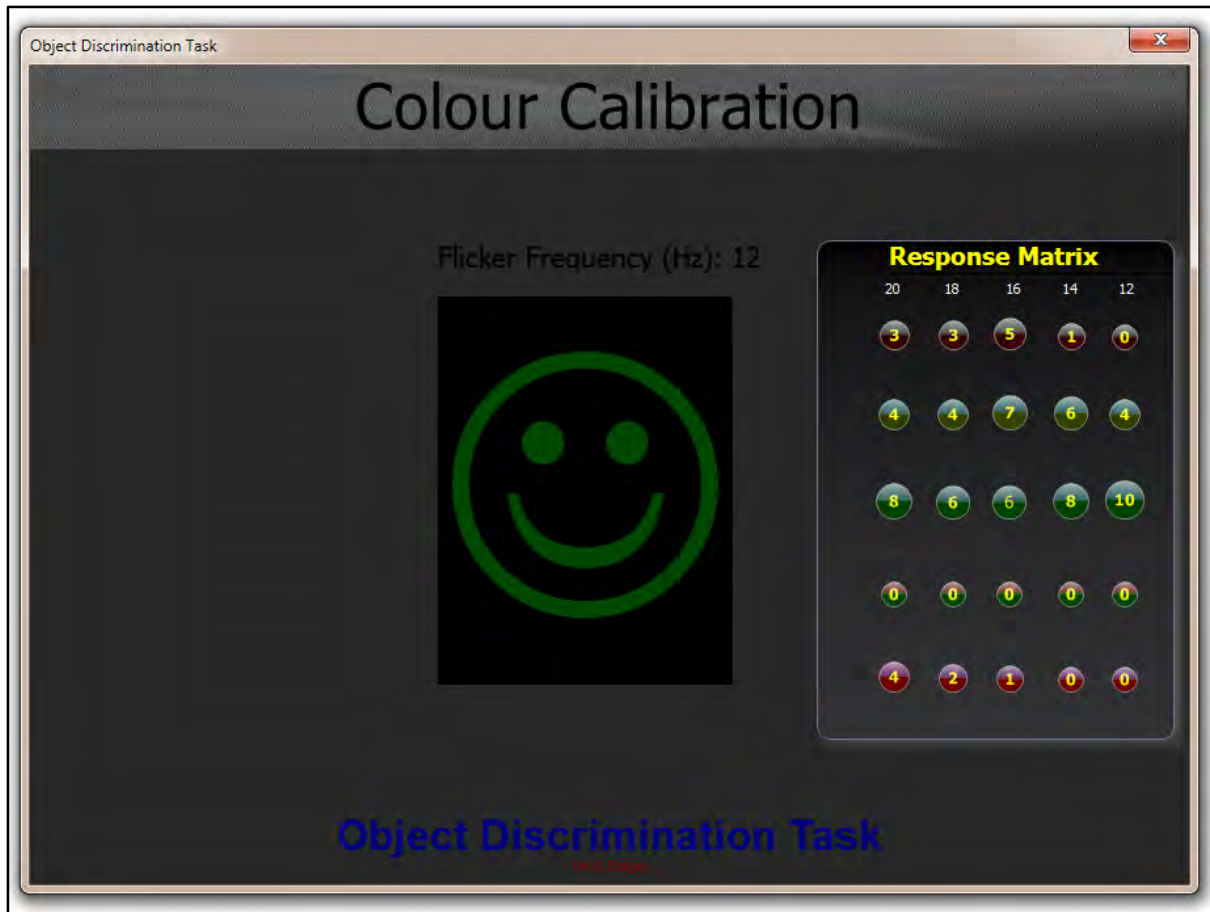 Object Discrimination Task
Colour Calibration
Flicker Frequency (Hz): 12
Response Matrix
20 18 16 14 12
3 3 5 1 0
4 4 7 6 4
8 6 6 8 10
0 0 0 0 0
4 2 1 0 0
Object Discrimination Task
Next Stage